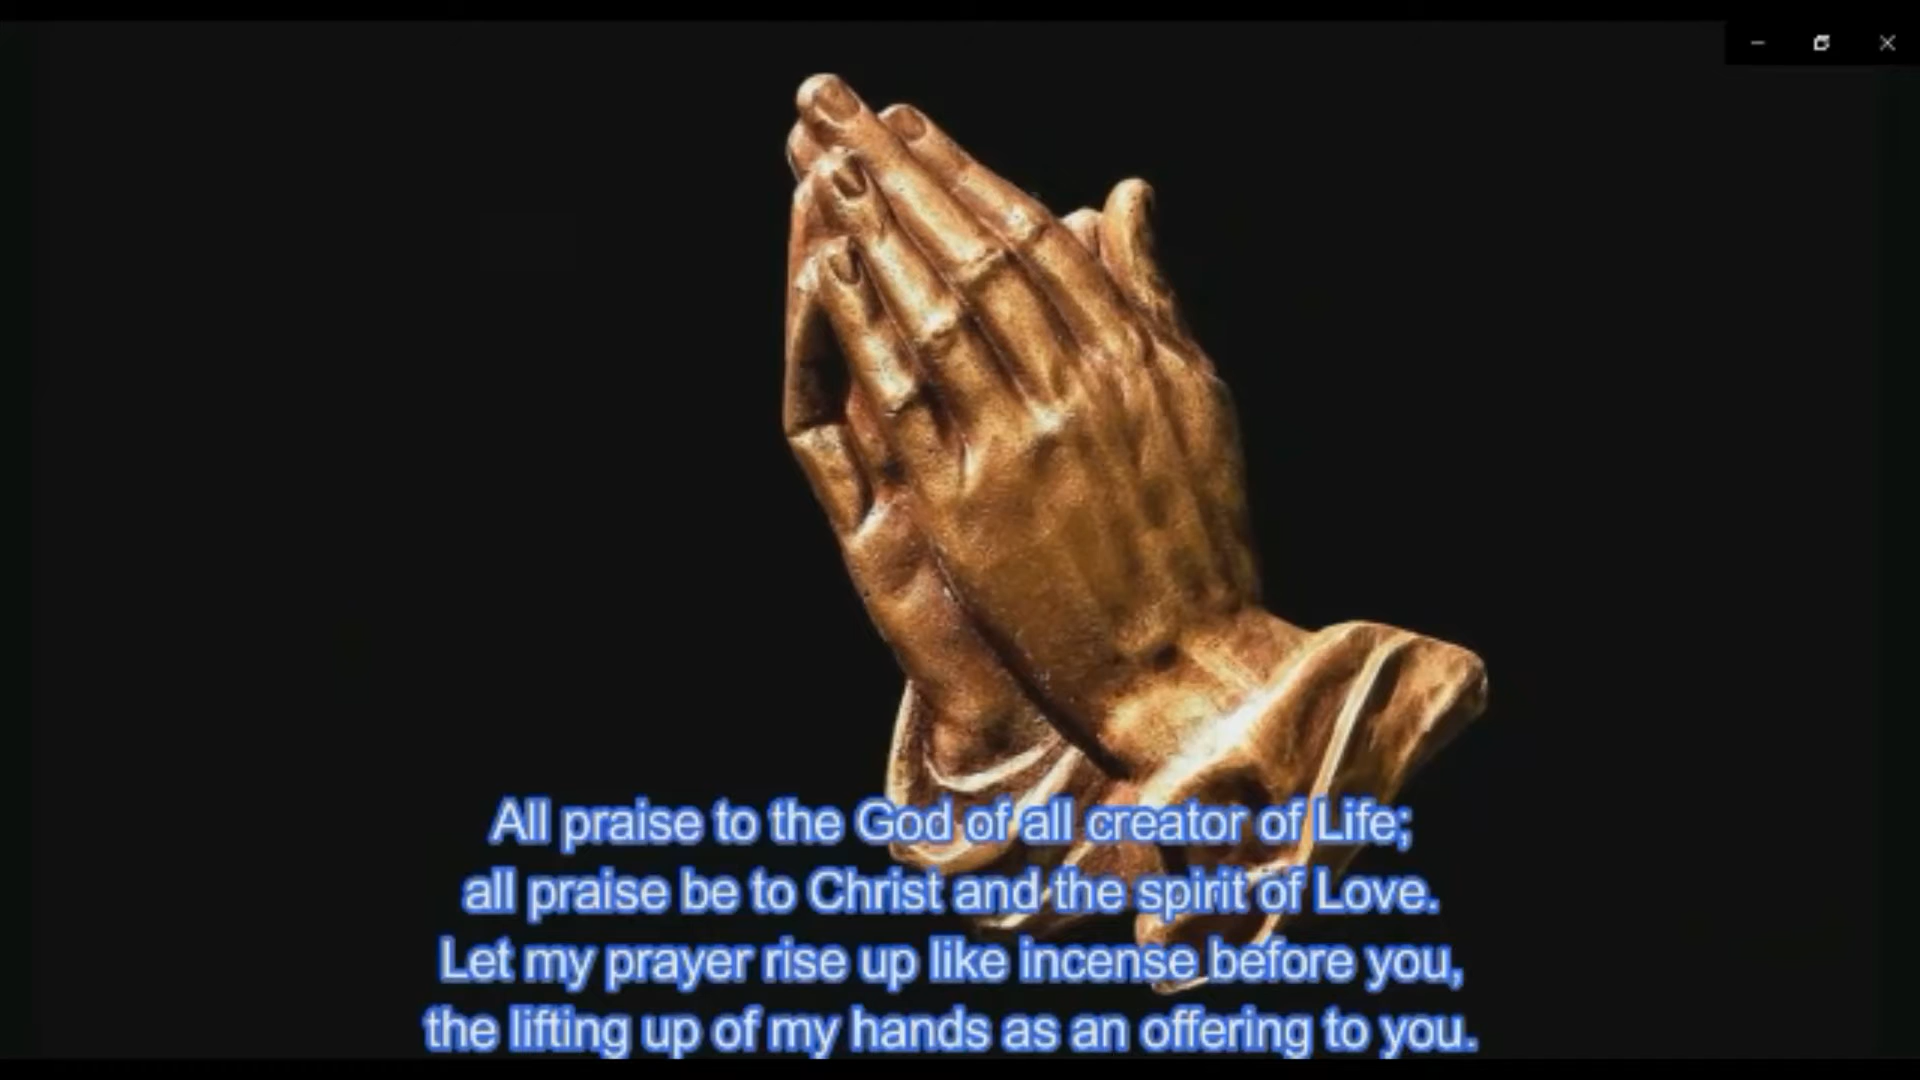 All praise to the God of all creator of Life;
all praise be to Christ and the spirit of Love.
Let my prayer rise up like incense before you,
the lifting up of my hands as an offering to you.